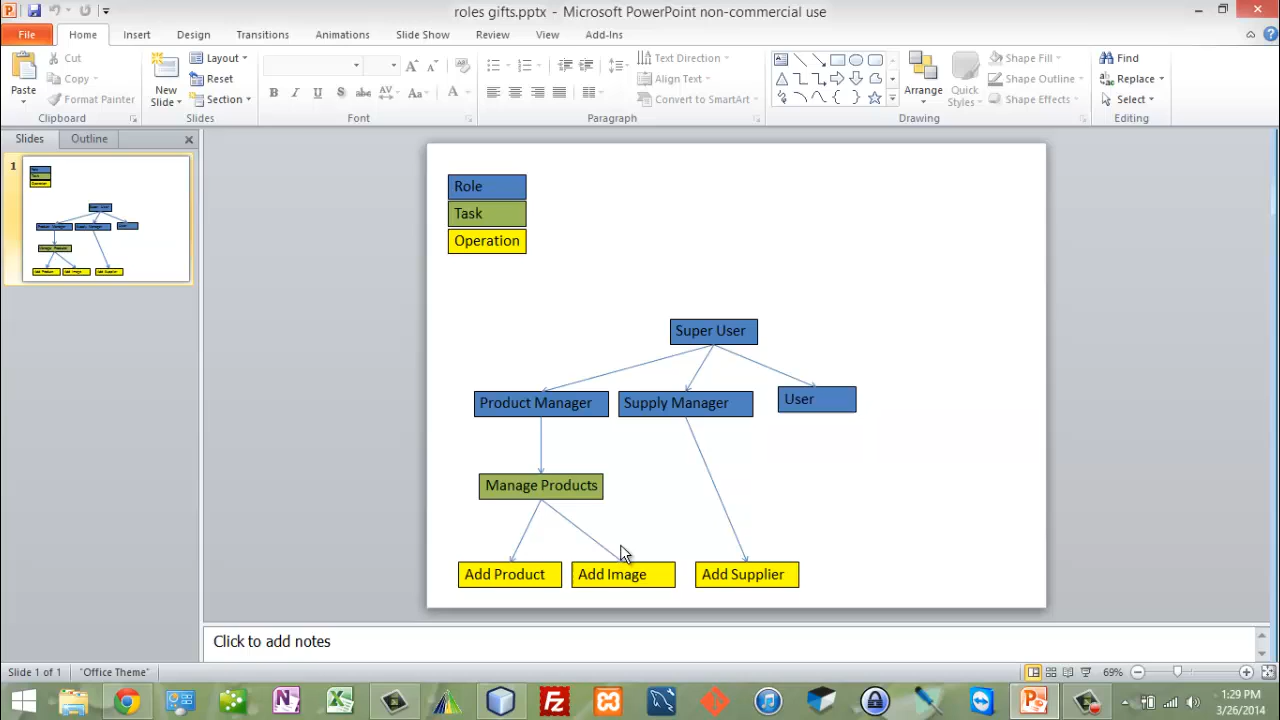 roles gifts.pptx - Microsoft PowerPoint non-commercial use
File Home Insert Design Transitions Animations Slide Show Review View Add-Ins
Paste Cut Copy Format Painter Clipboard
New Slide Layout Reset Section Slides
B I U S abc AV Aa A Font
Text Direction Align Text Convert to SmartArt Paragraph
Arrange Quick Styles Shape Fill Shape Outline Shape Effects Drawing
Find Replace Select Editing
Slides Outline
1
Role
Task
Operation
Super User
Product Manager Supply Manager User
Manage Products
Add Product Add Image Add Supplier
Click to add notes
Slide 1 of 1 "Office Theme" 69%
1:29 PM
3/26/2014